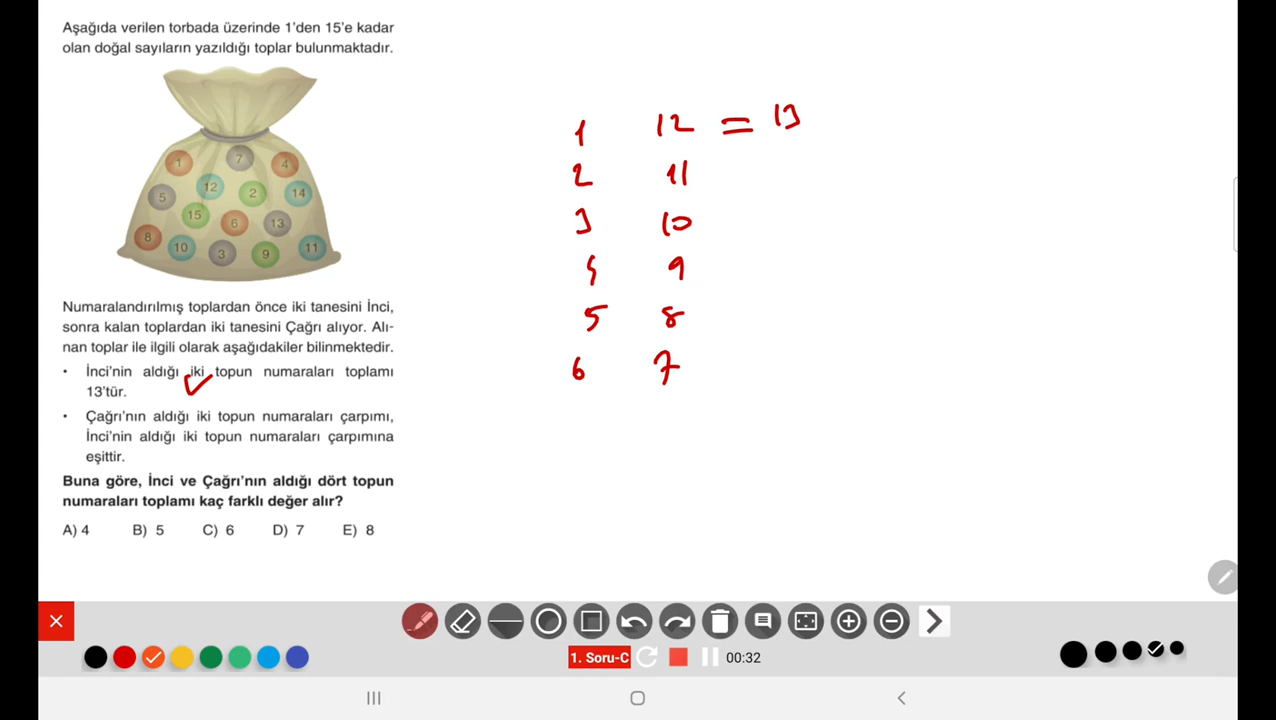 Aşağıda verilen torbada üzerinde 1'den 15'e kadar
olan doğal sayıların yazıldığı toplar bulunmaktadır.
1 7 4
12
5 2 14
15 6 13
8 10 3 9 11
Numaralandırılmış toplardan önce iki tanesini İnci,
sonra kalan toplardan iki tanesini Çağrı alıyor. Alı-
nan toplar ile ilgili olarak aşağıdakiler bilinmektedir.
• İnci'nin aldığı iki topun numaraları toplamı
13'tür.
• Çağrı'nın aldığı iki topun numaraları çarpımı,
İnci'nin aldığı iki topun numaraları çarpımına
eşittir.
Buna göre, İnci ve Çağrı'nın aldığı dört topun
numaraları toplamı kaç farklı değer alır?
A) 4 B) 5 C) 6 D) 7 E) 8
1 12 = 13
2 11
3 10
4 9
5 8
6 7
1. Soru-C
00:32